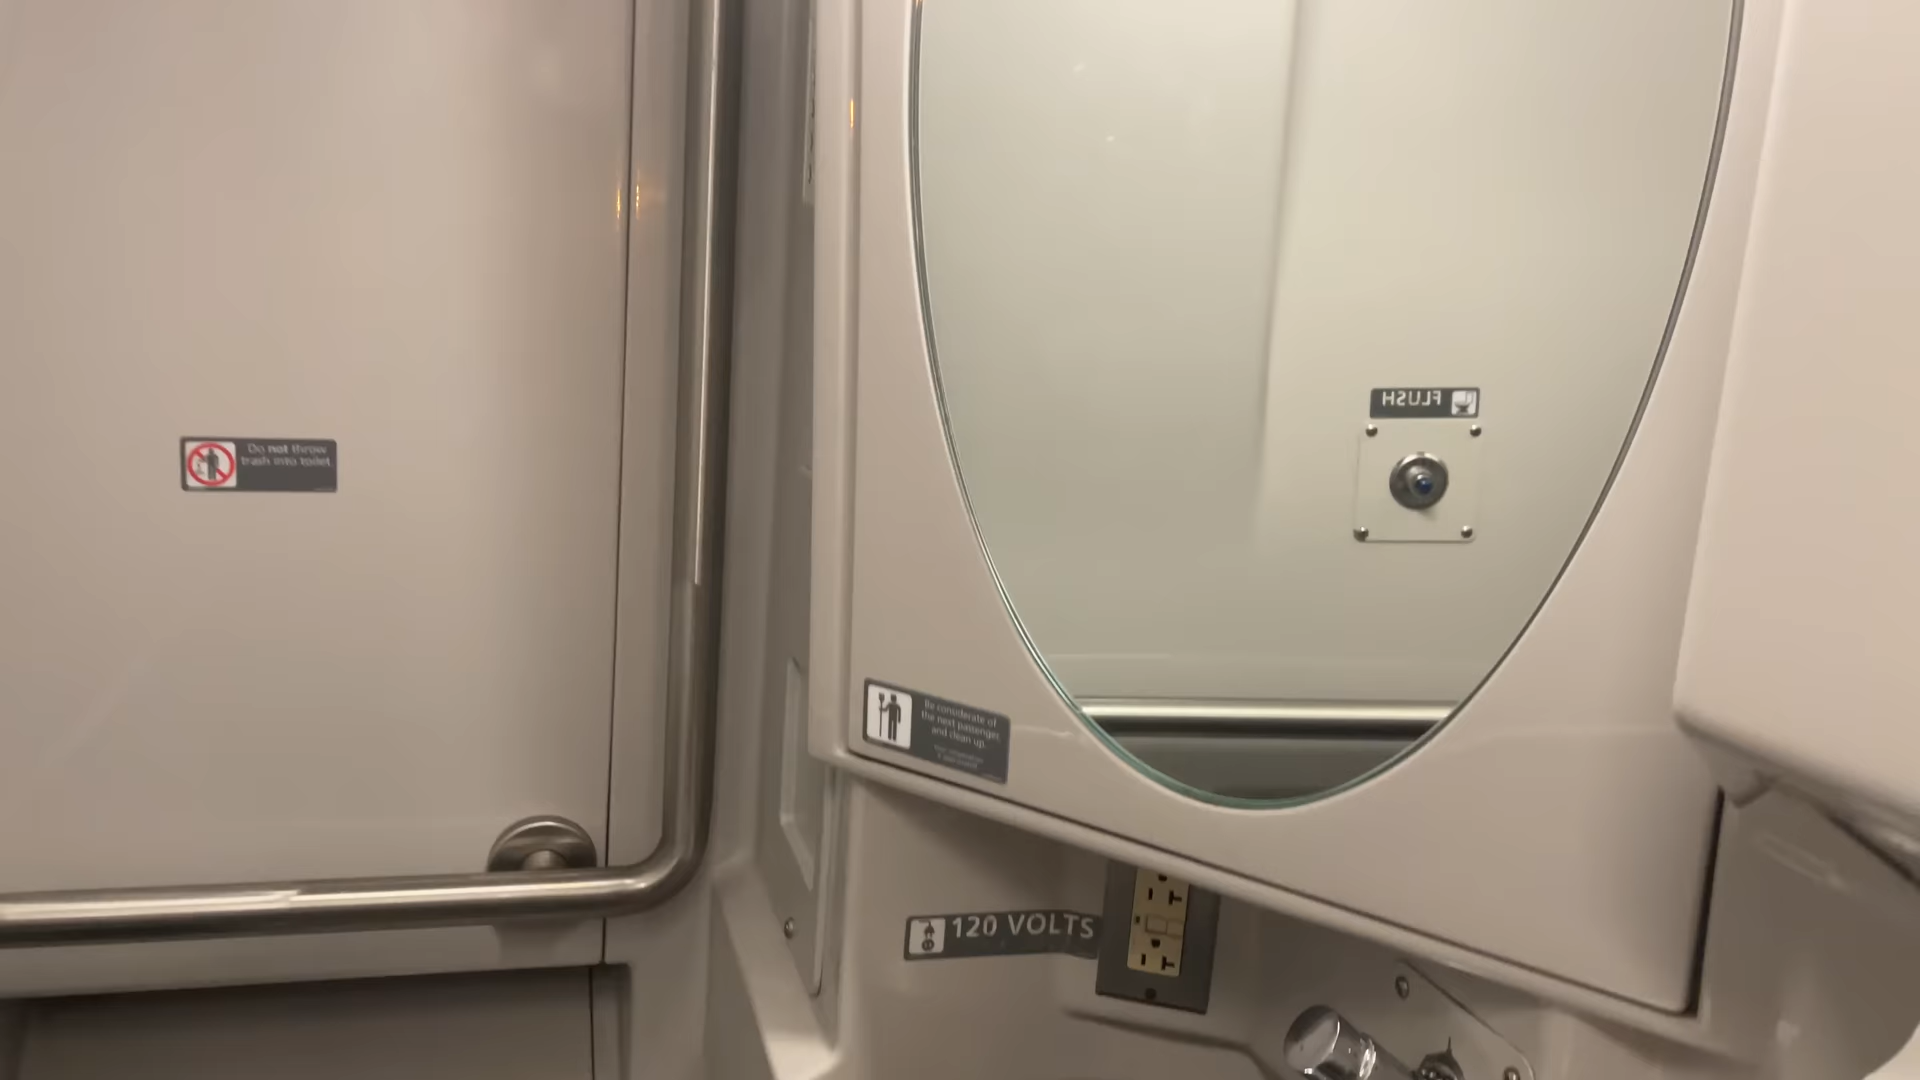 Do not throw
trash into toilet
FLUSH
Be considerate of
the next passenger,
and clean up.
120 VOLTS